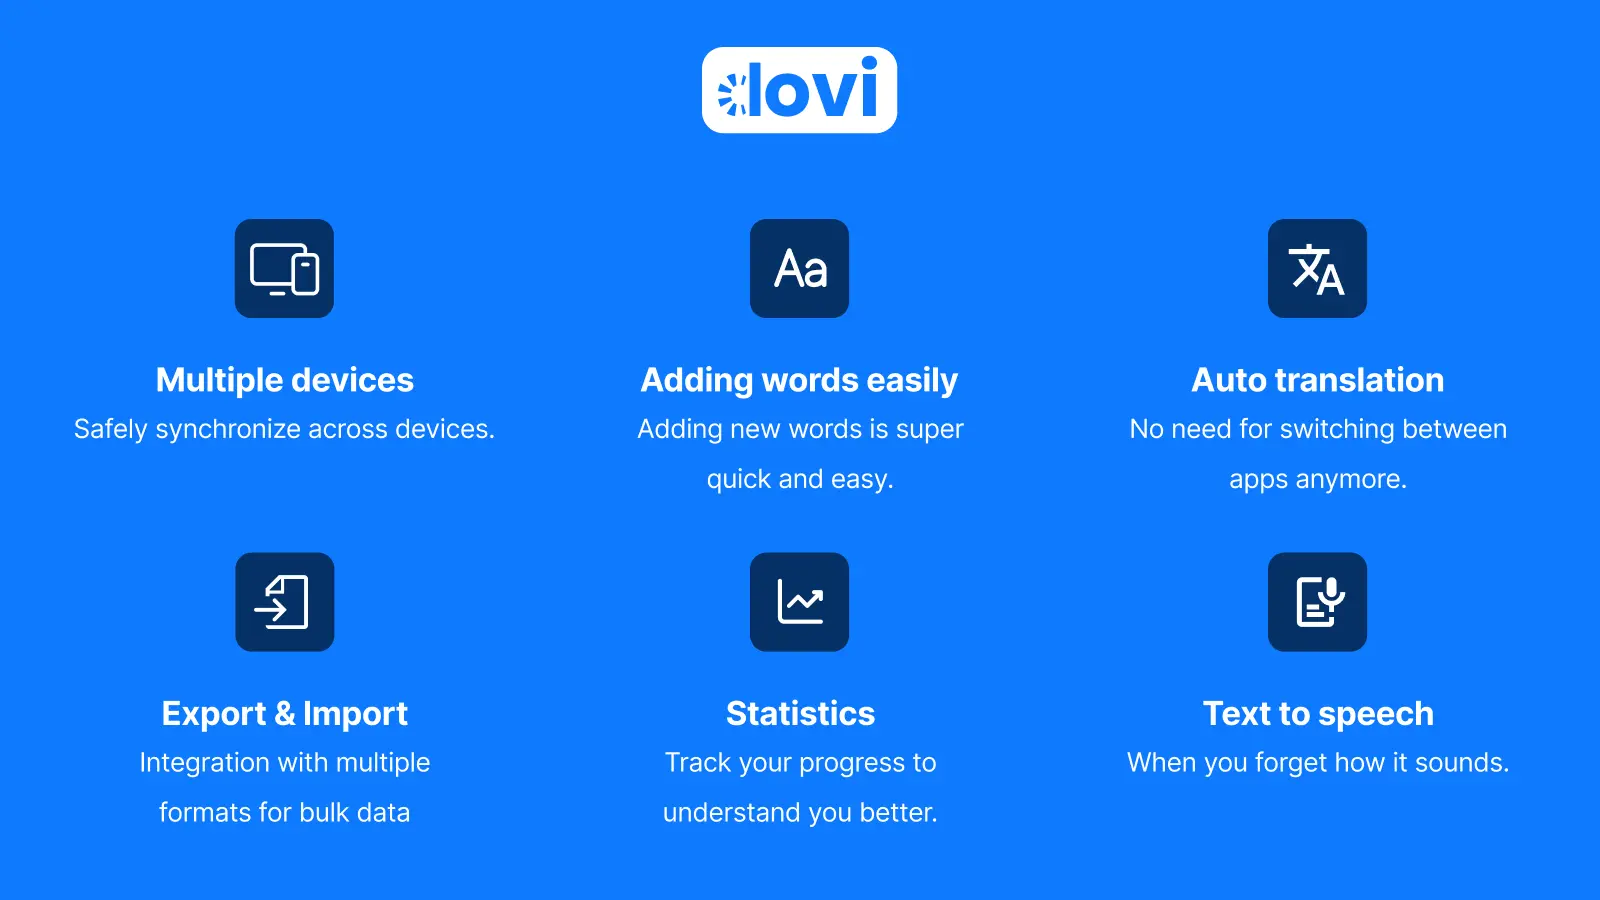 lovi
Multiple devices
Safely synchronize across devices.
Aa
Adding words easily
Adding new words is super
quick and easy.
文A
Auto translation
No need for switching between
apps anymore.
Export & Import
Integration with multiple
formats for bulk data
Statistics
Track your progress to
understand you better.
Text to speech
When you forget how it sounds.